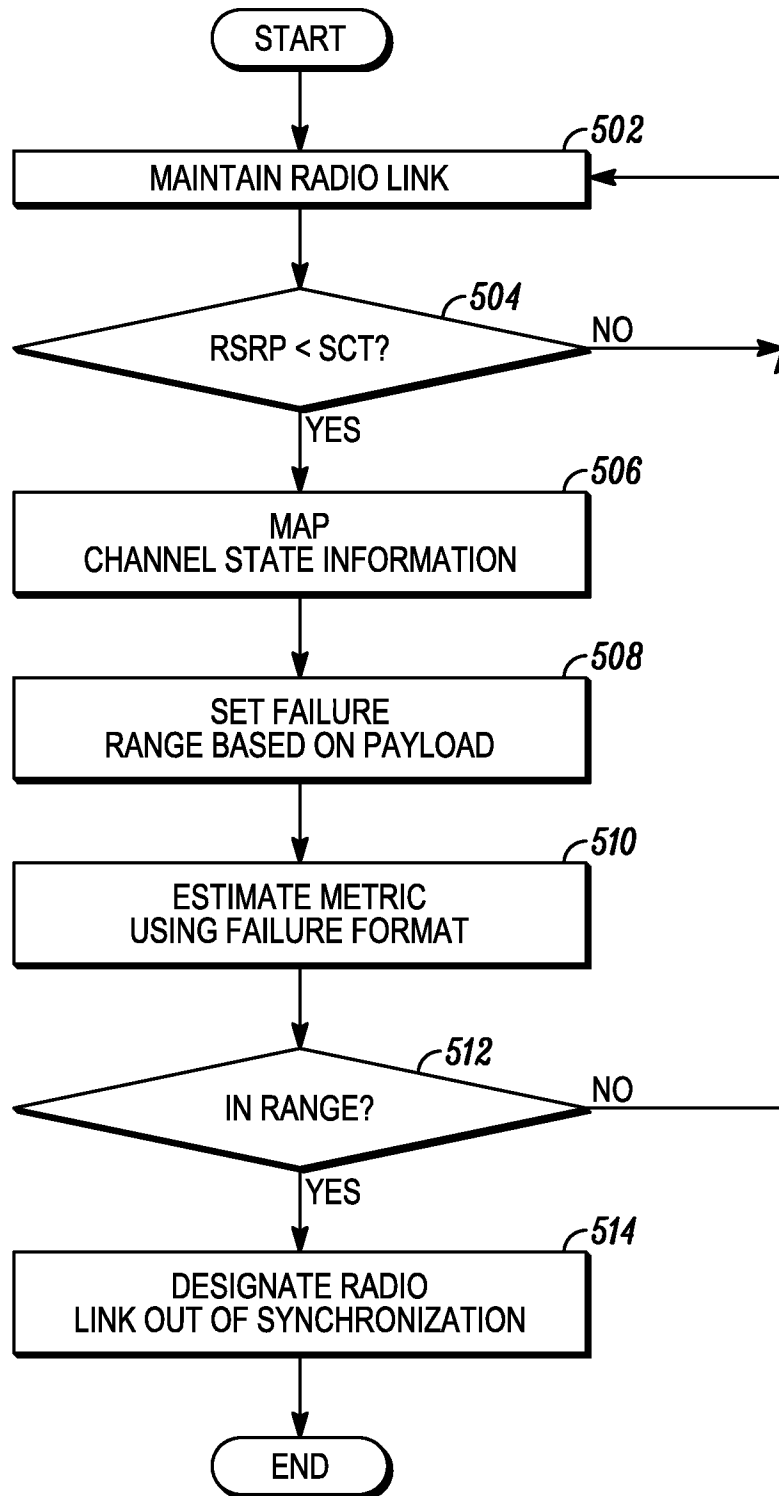 START
502
MAINTAIN RADIO LINK
504
RSRP < SCT?
NO
YES
506
MAP
CHANNEL STATE INFORMATION
508
SET FAILURE
RANGE BASED ON PAYLOAD
510
ESTIMATE METRIC
USING FAILURE FORMAT
512
IN RANGE?
NO
YES
514
DESIGNATE RADIO
LINK OUT OF SYNCHRONIZATION
END